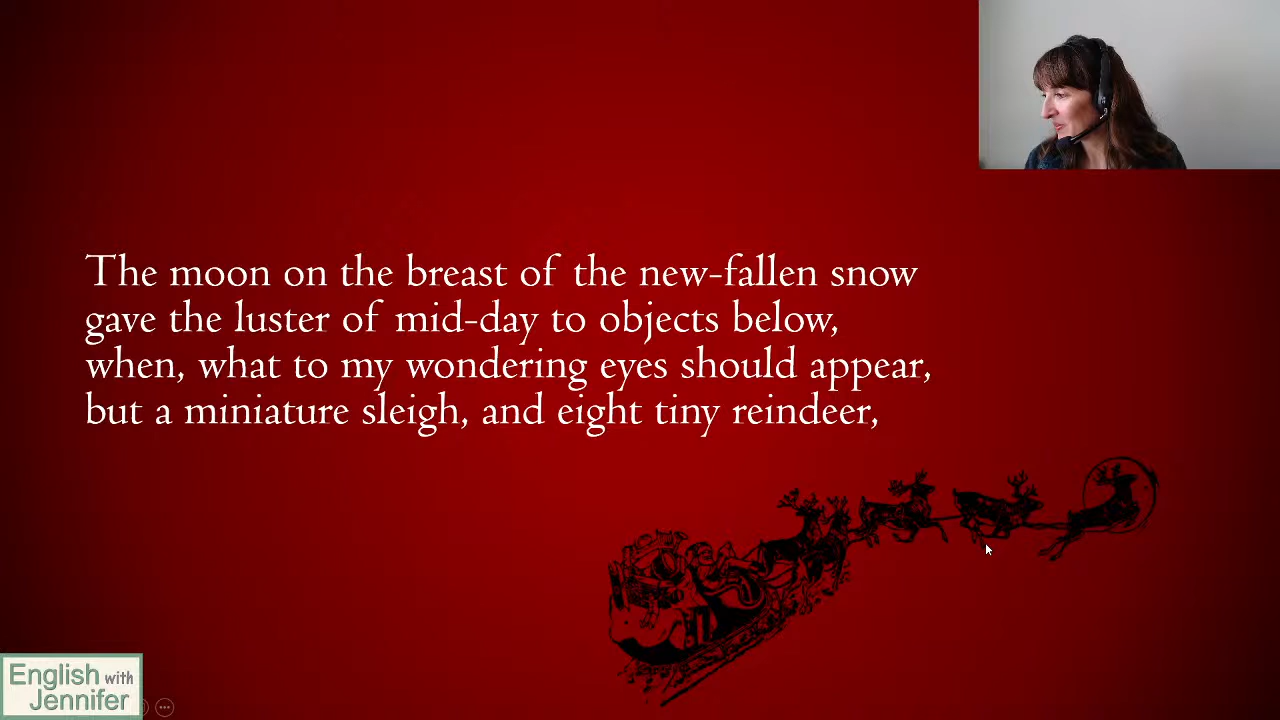 The moon on the breast of the new-fallen snow
gave the luster of mid-day to objects below,
when, what to my wondering eyes should appear,
but a miniature sleigh, and eight tiny reindeer,
English with
Jennifer